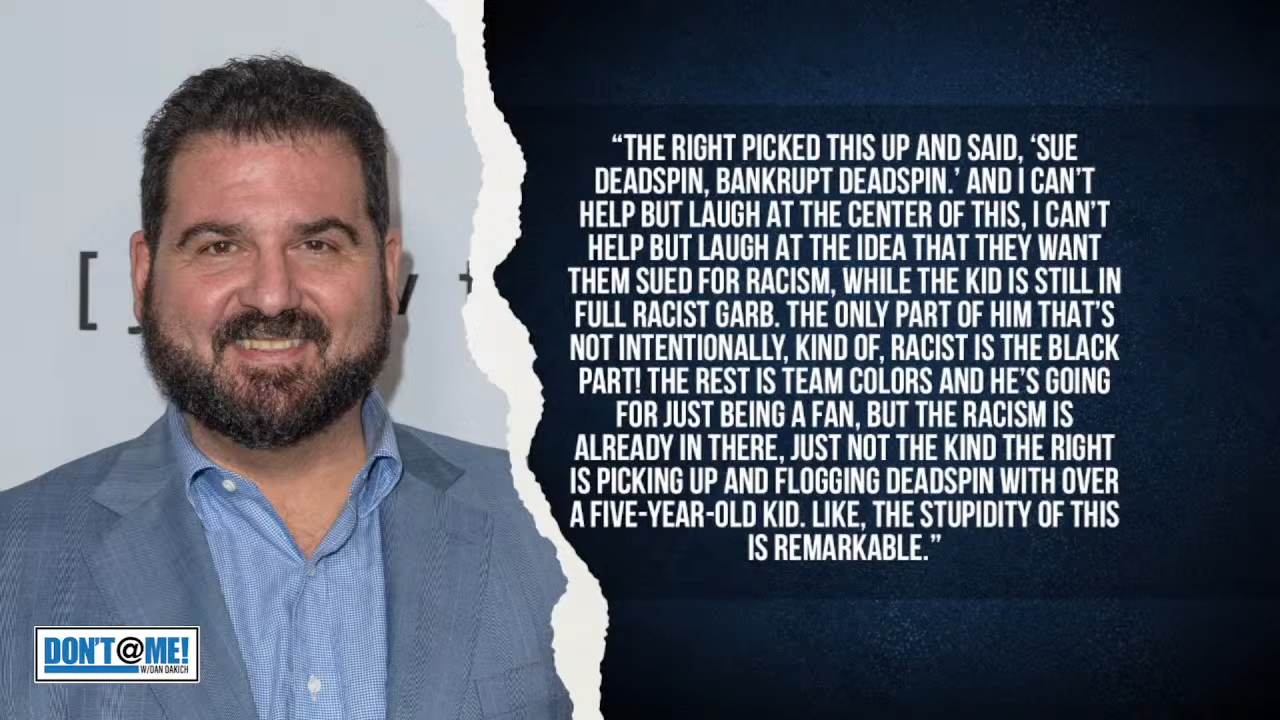 “THE RIGHT PICKED THIS UP AND SAID, ‘SUE
DEADSPIN, BANKRUPT DEADSPIN.’ AND I CAN’T
HELP BUT LAUGH AT THE CENTER OF THIS, I CAN’T
HELP BUT LAUGH AT THE IDEA THAT THEY WANT
THEM SUED FOR RACISM, WHILE THE KID IS STILL IN
FULL RACIST GARB. THE ONLY PART OF HIM THAT’S
NOT INTENTIONALLY, KIND OF, RACIST IS THE BLACK
PART! THE REST IS TEAM COLORS AND HE’S GOING
FOR JUST BEING A FAN, BUT THE RACISM IS
ALREADY IN THERE, JUST NOT THE KIND THE RIGHT
IS PICKING UP AND FLOGGING DEADSPIN WITH OVER
A FIVE-YEAR-OLD KID. LIKE, THE STUPIDITY OF THIS
IS REMARKABLE.”
DON'T @ ME!
W/DAN DAKICH